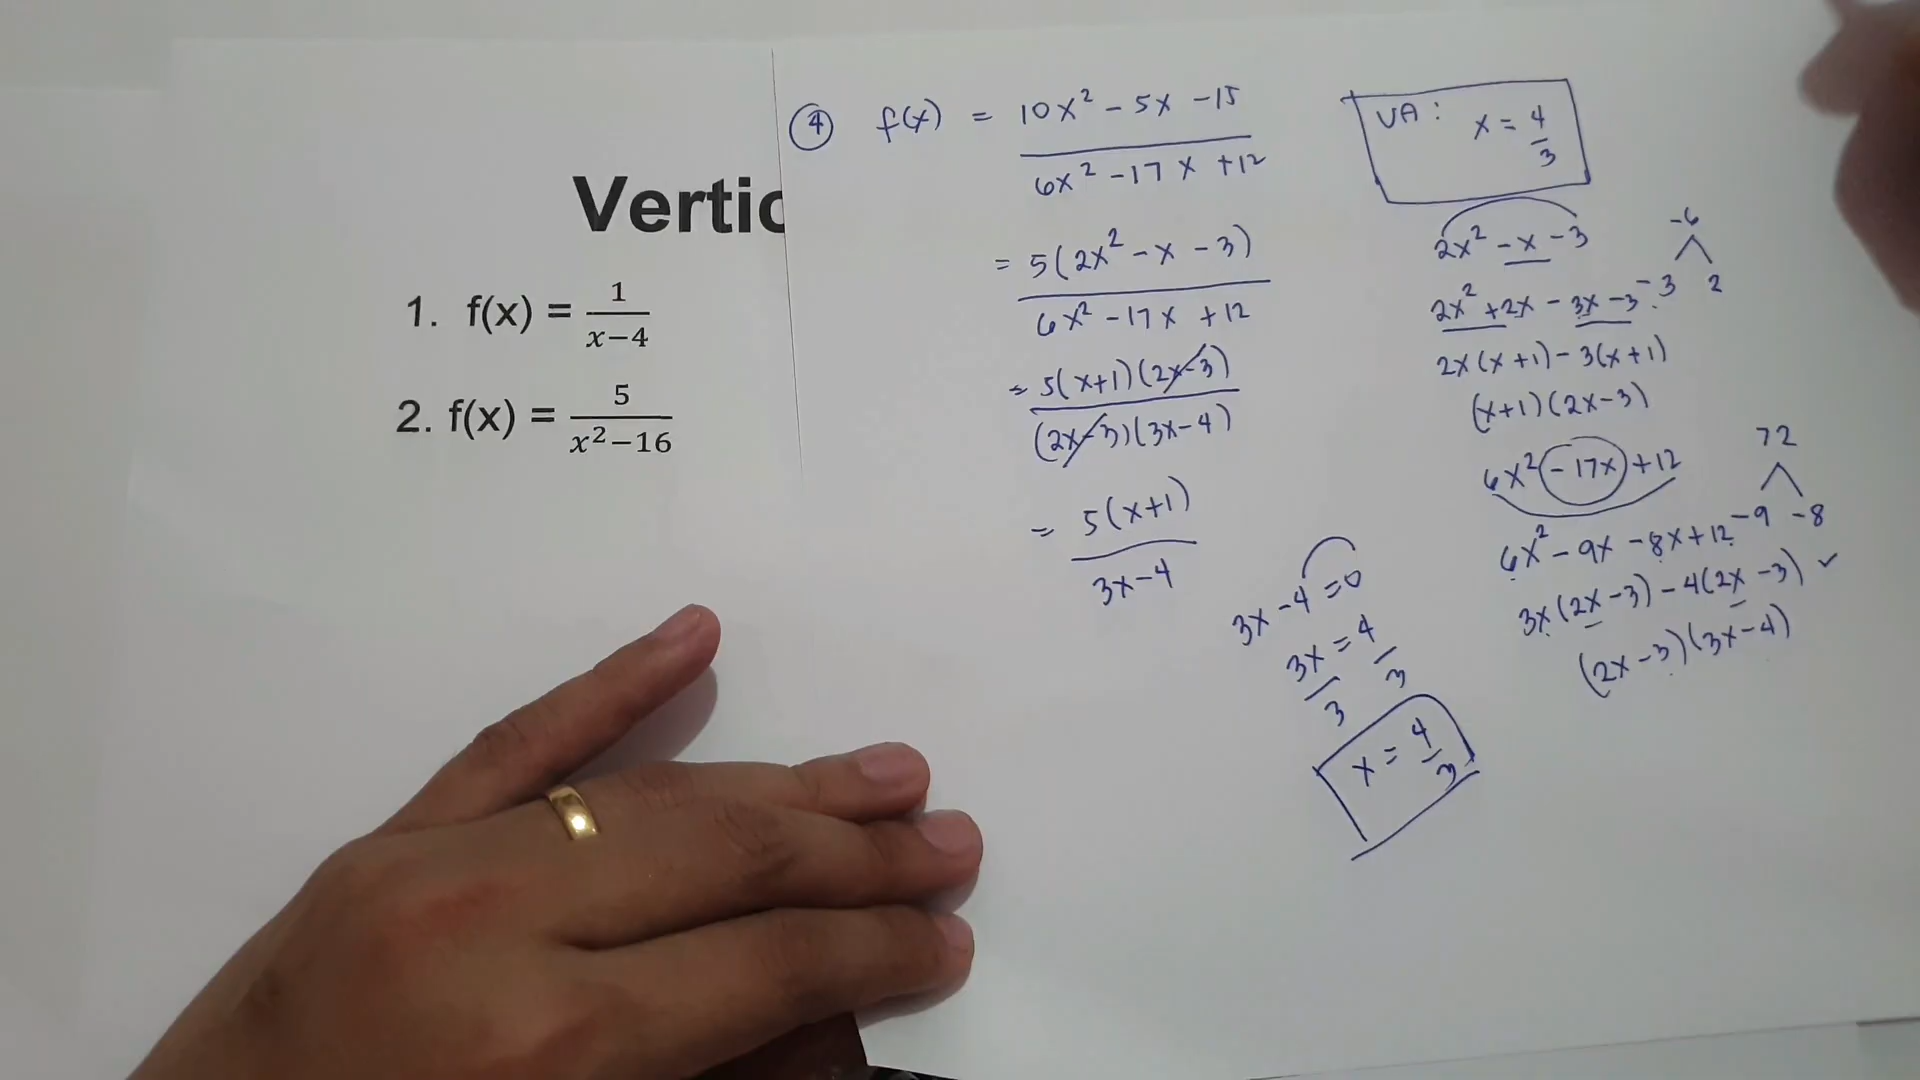 Vertic
1. f(x) = 1/(x−4)
2. f(x) = 5/(x²−16)
④ f(x) = (10x² − 5x − 15)/(6x² − 17x + 12)
= 5(2x² − x − 3)/(6x² − 17x + 12)
= 5(x+1)(2x−3)/((2x−3)(3x−4))
= 5(x+1)/(3x−4)
3x − 4 = 0
3x/3 = 4/3
x = 4/3
VA: x = 4/3
2x² − x − 3
−6
−3 2
2x² + 2x − 3x − 3
2x(x+1) − 3(x+1)
(x+1)(2x−3)
6x² − 17x + 12
72
−9 −8
6x² − 9x − 8x + 12
3x(2x−3) − 4(2x−3) ✓
(2x−3)(3x−4)